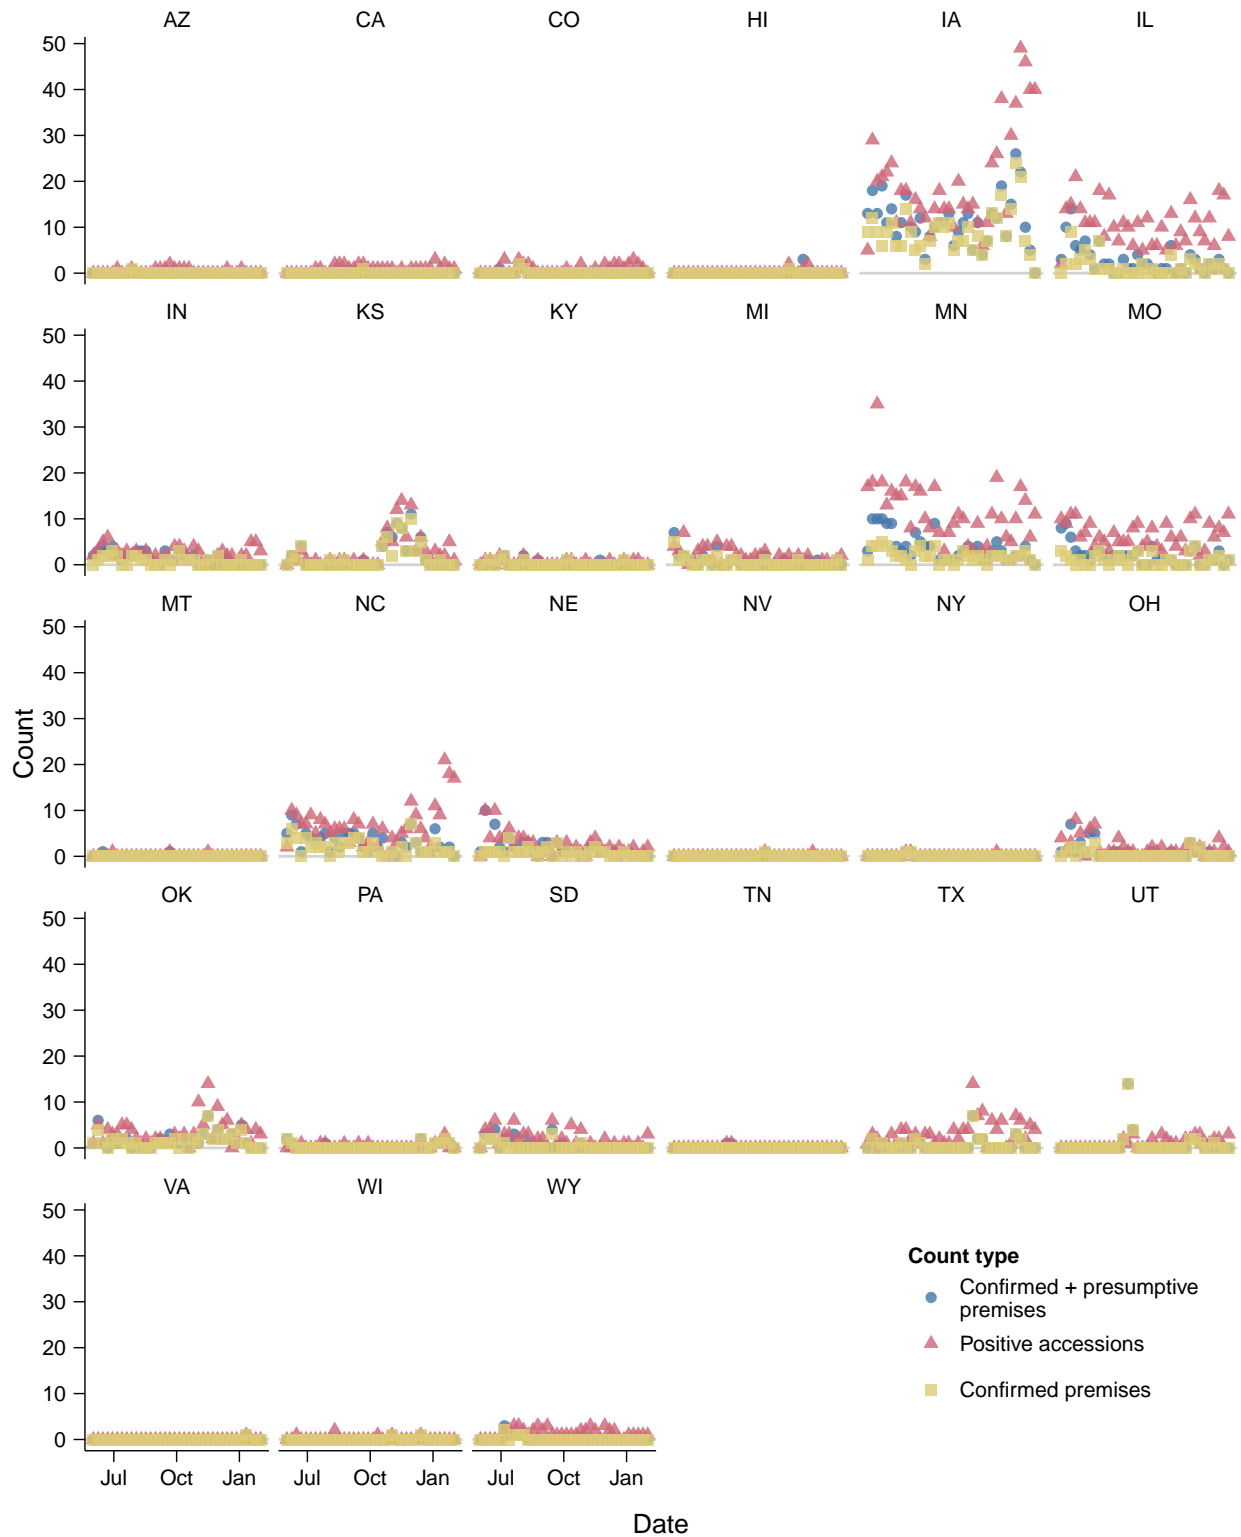 AZ CA CO HI IA IL
50
40
30
20
10
0
IN KS KY MI MN MO
50
40
30
20
10
0
MT NC NE NV NY OH
50
40
30
20
10
0
Count
OK PA SD TN TX UT
50
40
30
20
10
0
VA WI WY
50
40
30
20
10
0
Jul Oct Jan Jul Oct Jan Jul Oct Jan
Date
Count type
Confirmed + presumptive
premises
Positive accessions
Confirmed premises